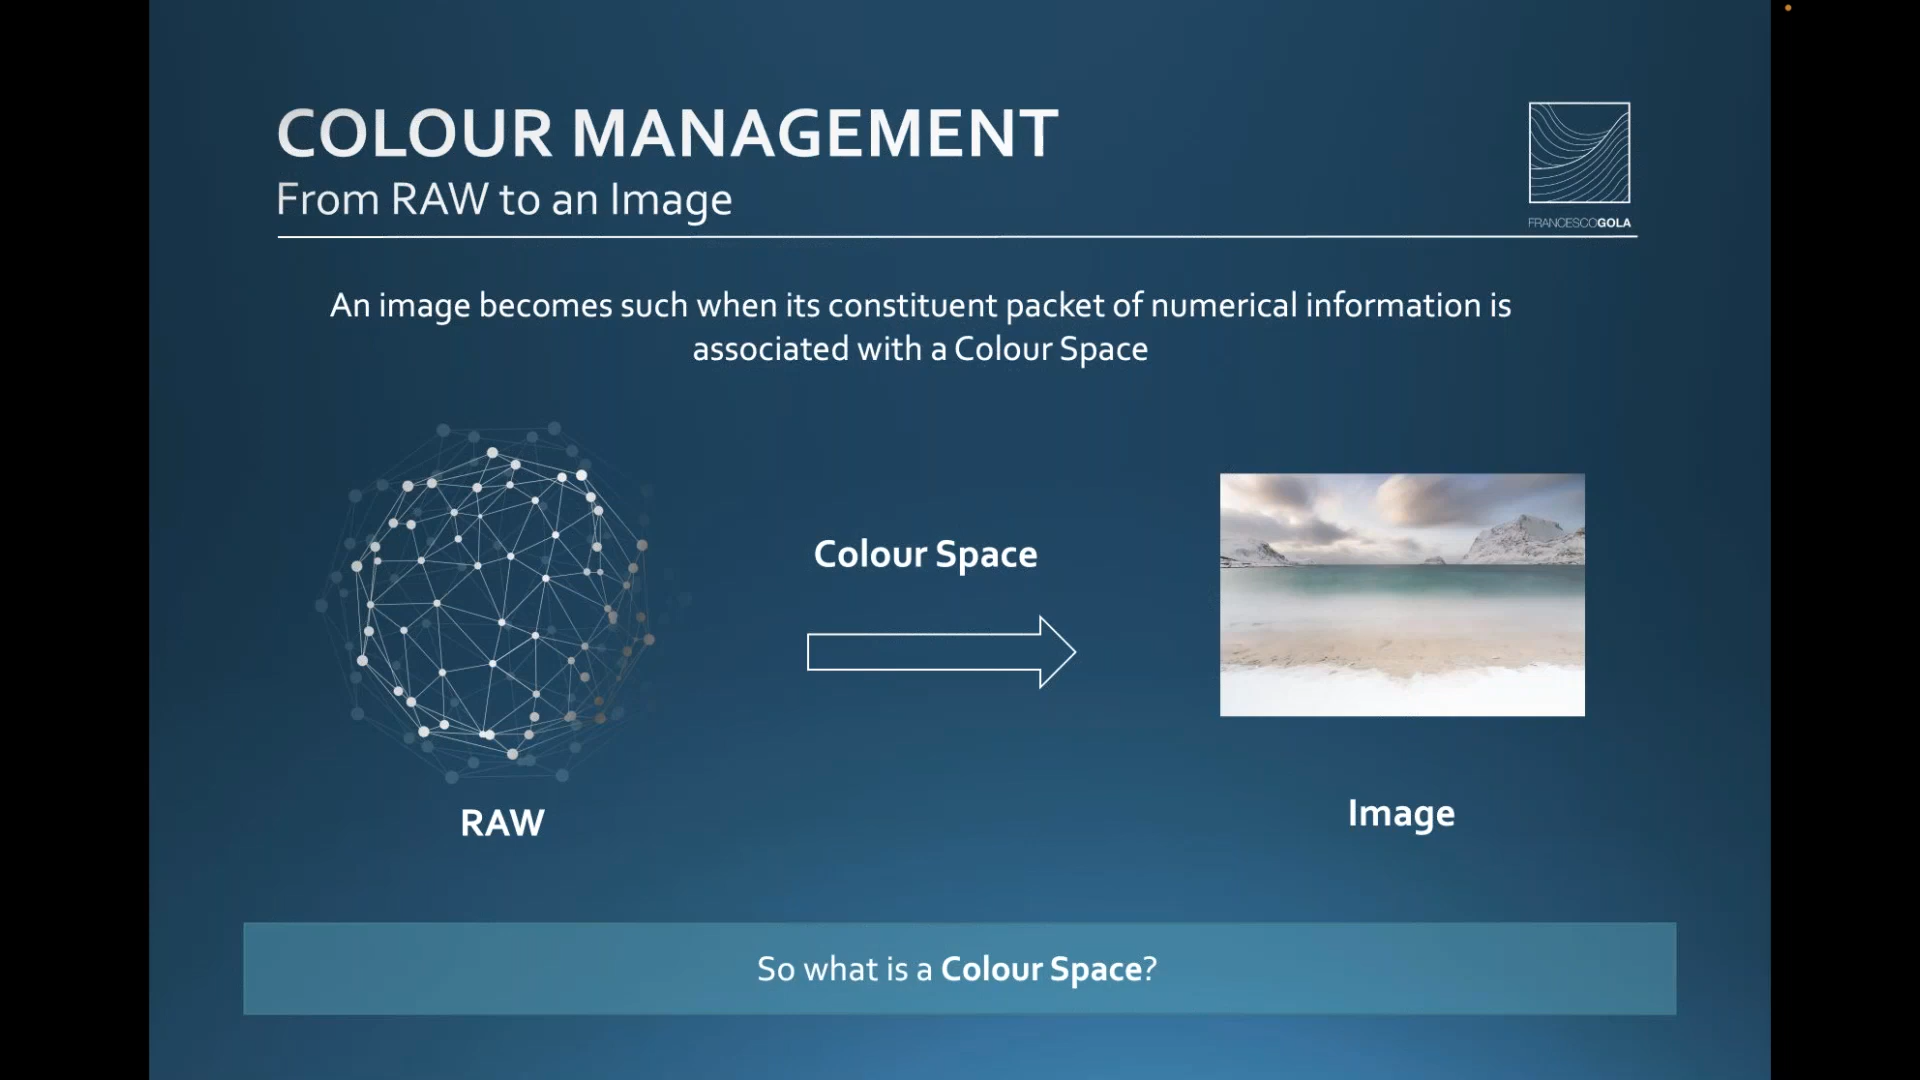 COLOUR MANAGEMENT
From RAW to an Image
FRANCESCOGOLA
An image becomes such when its constituent packet of numerical information is
associated with a Colour Space
Colour Space
RAW
Image
So what is a Colour Space?